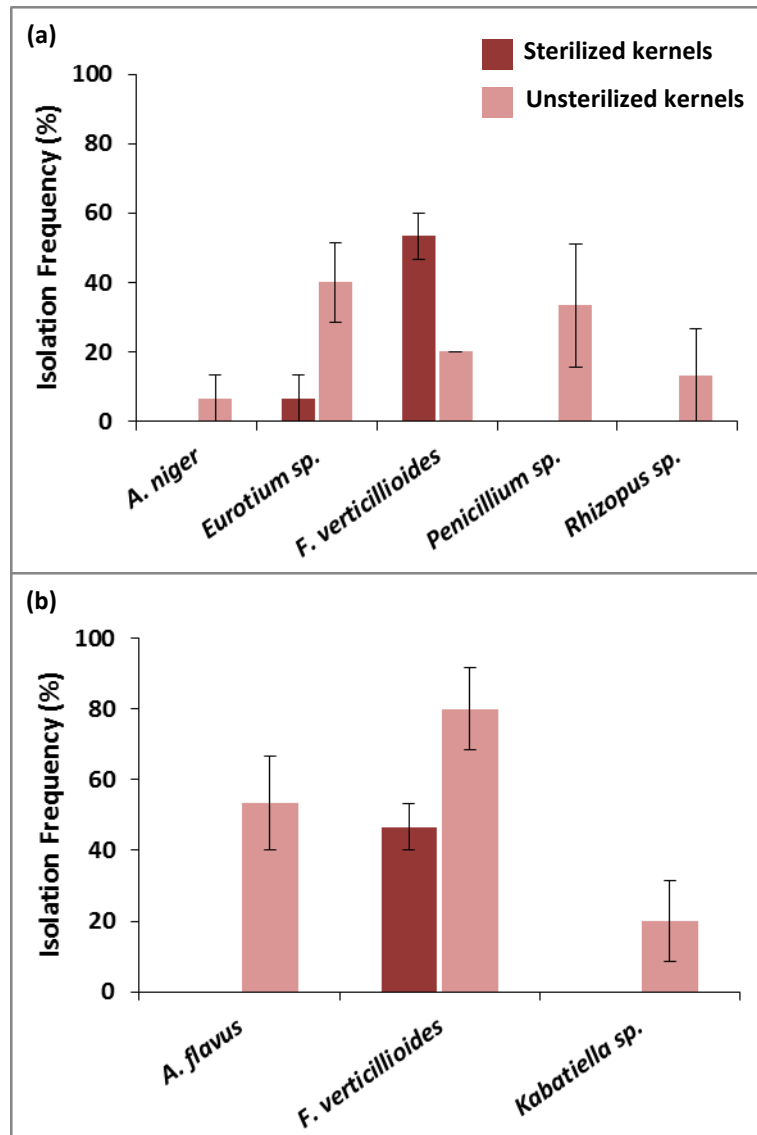 (a)
Sterilized kernels
Unsterilized kernels
Isolation Frequency (%)
100
80
60
40
20
0
A. niger
Eurotium sp.
F. verticillioides
Penicillium sp.
Rhizopus sp.
(b)
Isolation Frequency (%)
100
80
60
40
20
0
A. flavus
F. verticillioides
Kabatiella sp.